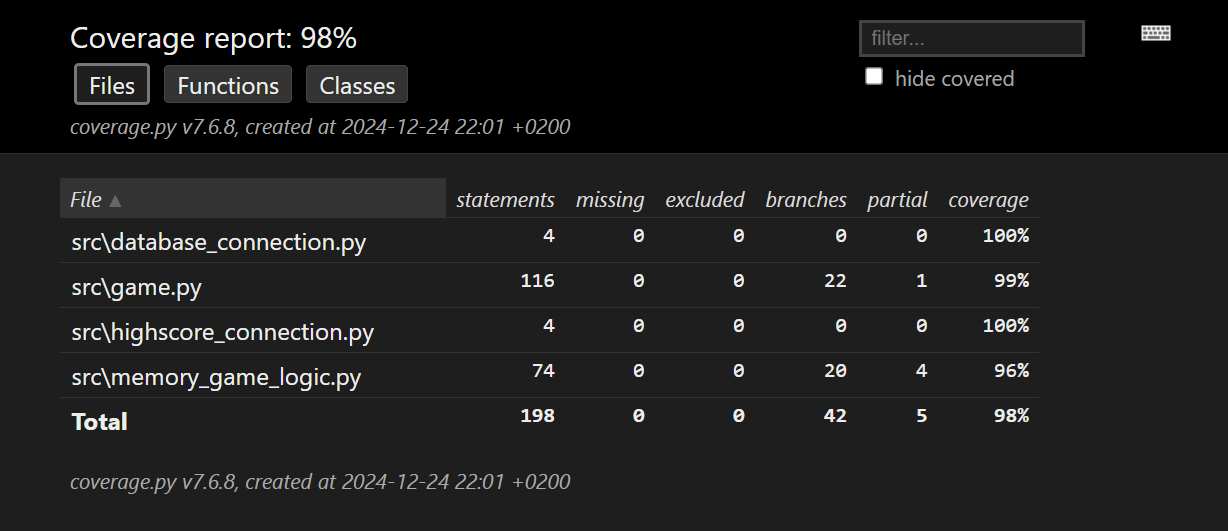 Coverage report: 98%
filter...
Files Functions Classes
hide covered
coverage.py v7.6.8, created at 2024-12-24 22:01 +0200
File ▲ statements missing excluded branches partial coverage
src\database_connection.py 4 0 0 0 0 100%
src\game.py 116 0 0 22 1 99%
src\highscore_connection.py 4 0 0 0 0 100%
src\memory_game_logic.py 74 0 0 20 4 96%
Total 198 0 0 42 5 98%
coverage.py v7.6.8, created at 2024-12-24 22:01 +0200